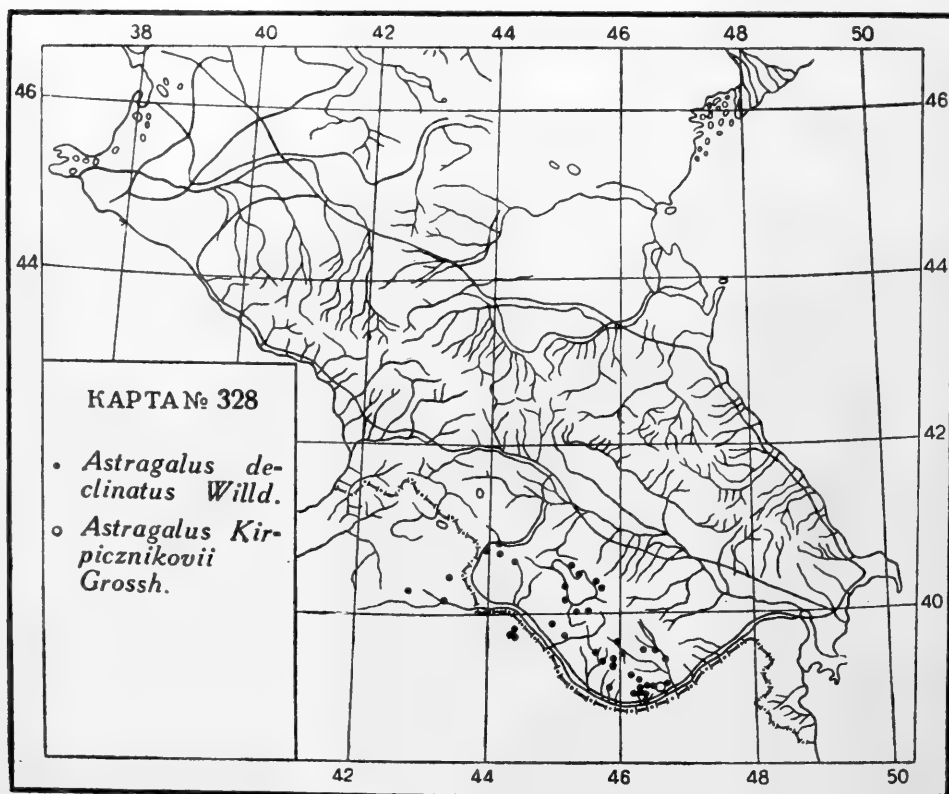 38 40 42 44 46 48 50
46 46
44 44
КАРТА № 328
• Astragalus de-
clinatus Willd.
42
○ Astragalus Kir-
picznikovii
Grossh.
40
42 44 46 48 50